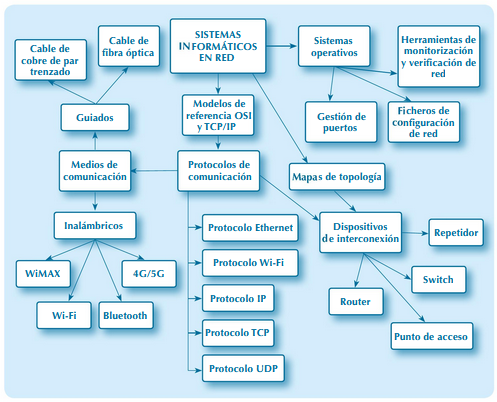 SISTEMAS
INFORMÁTICOS
EN RED
Cable de
cobre de par
trenzado
Cable de
fibra óptica
Sistemas
operativos
Herramientas de
monitorización
y verificación de
red
Guiados
Modelos de
referencia OSI
y TCP/IP
Gestión de
puertos
Ficheros de
configuración
de red
Medios de
comunicación
Protocolos de
comunicación
Mapas de topología
Inalámbricos
Protocolo Ethernet
Dispositivos
de interconexión
Repetidor
WiMAX
4G/5G
Protocolo Wi-Fi
Switch
Wi-Fi
Bluetooth
Protocolo IP
Router
Protocolo TCP
Punto de acceso
Protocolo UDP